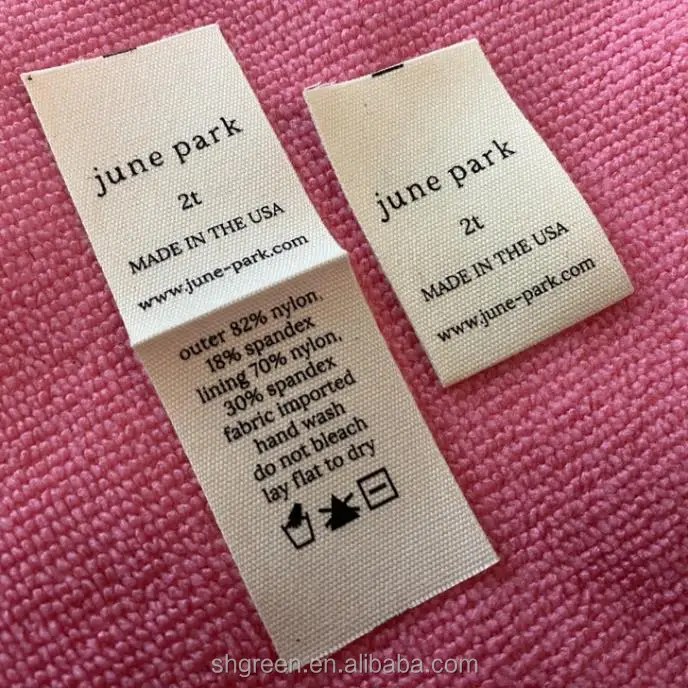 june park
2t
MADE IN THE USA
www.june-park.com
outer 82% nylon,
18% spandex
lining 70% nylon,
30% spandex
fabric imported
hand wash
do not bleach
lay flat to dry
june park
2t
MADE IN THE USA
www.june-park.com
shgreen.en.alibaba.com